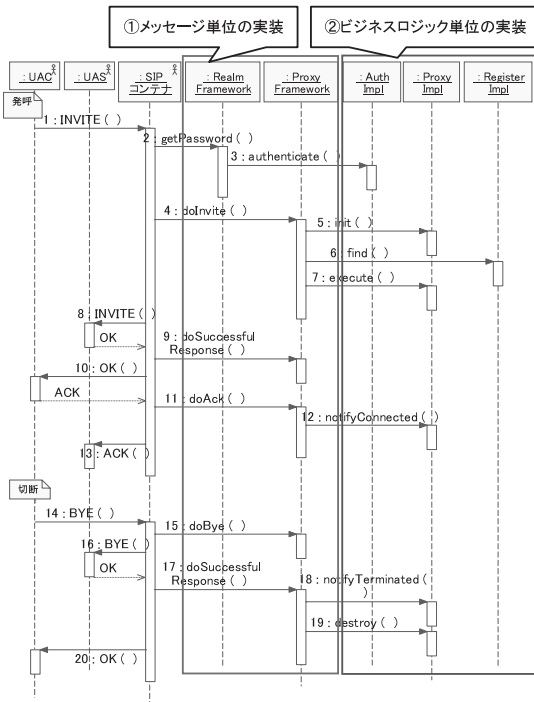 ①メッセージ単位の実装
②ビジネスロジック単位の実装
: UAC
: UAS
: SIP
コンテナ
: Realm
Framework
: Proxy
Framework
: Auth
Impl
: Proxy
Impl
: Register
Impl
発呼
1 : INVITE( )
2 : getPassword( )
3 : authenticate( )
4 : doInvite( )
5 : init( )
6 : find( )
7 : execute( )
8 : INVITE( )
OK
9 : doSuccessful
Response( )
10 : OK( )
ACK
11 : doAck( )
12 : notifyConnected( )
13 : ACK( )
切断
14 : BYE( )
15 : doBye( )
16 : BYE( )
OK
17 : doSuccessful
Response( )
18 : notifyTerminated(
)
19 : destroy( )
20 : OK( )